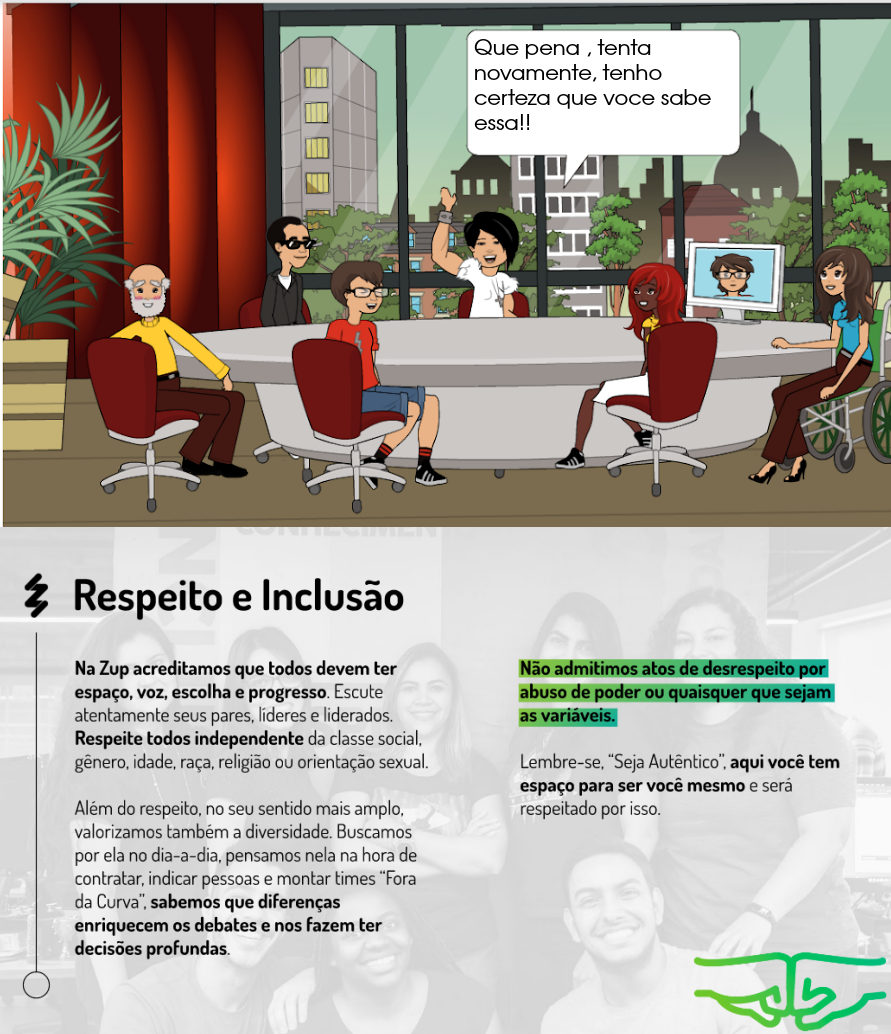 Que pena , tenta
novamente, tenho
certeza que voce sabe
essa!!
Respeito e Inclusão
Na Zup acreditamos que todos devem ter
espaço, voz, escolha e progresso. Escute
atentamente seus pares, líderes e liderados.
Respeite todos independente da classe social,
gênero, idade, raça, religião ou orientação sexual.
Além do respeito, no seu sentido mais amplo,
valorizamos também a diversidade. Buscamos
por ela no dia-a-dia, pensamos nela na hora de
contratar, indicar pessoas e montar times “Fora
da Curva”, sabemos que diferenças
enriquecem os debates e nos fazem ter
decisões profundas.
Não admitimos atos de desrespeito por
abuso de poder ou quaisquer que sejam
as variáveis.
Lembre-se, “Seja Autêntico”, aqui você tem
espaço para ser você mesmo e será
respeitado por isso.